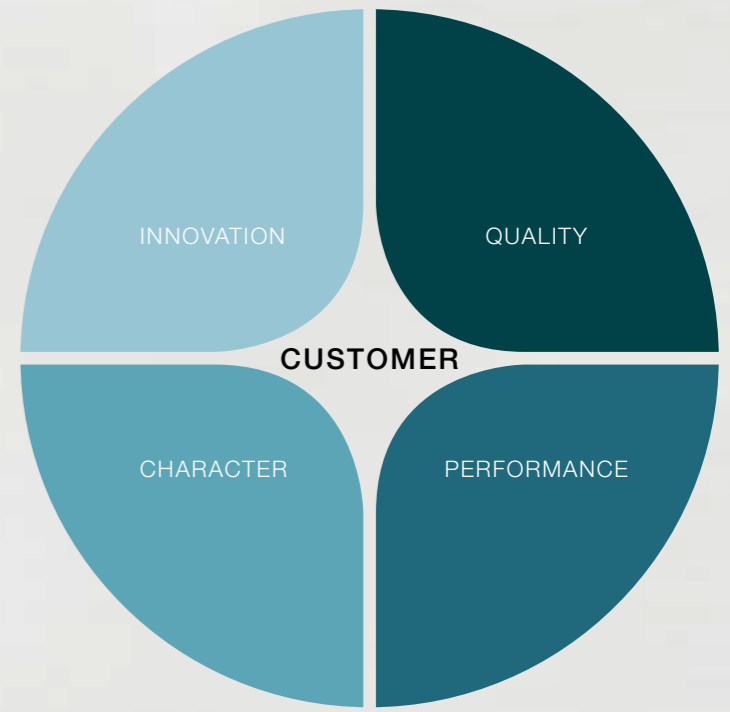 INNOVATION
QUALITY
CUSTOMER
CHARACTER
PERFORMANCE